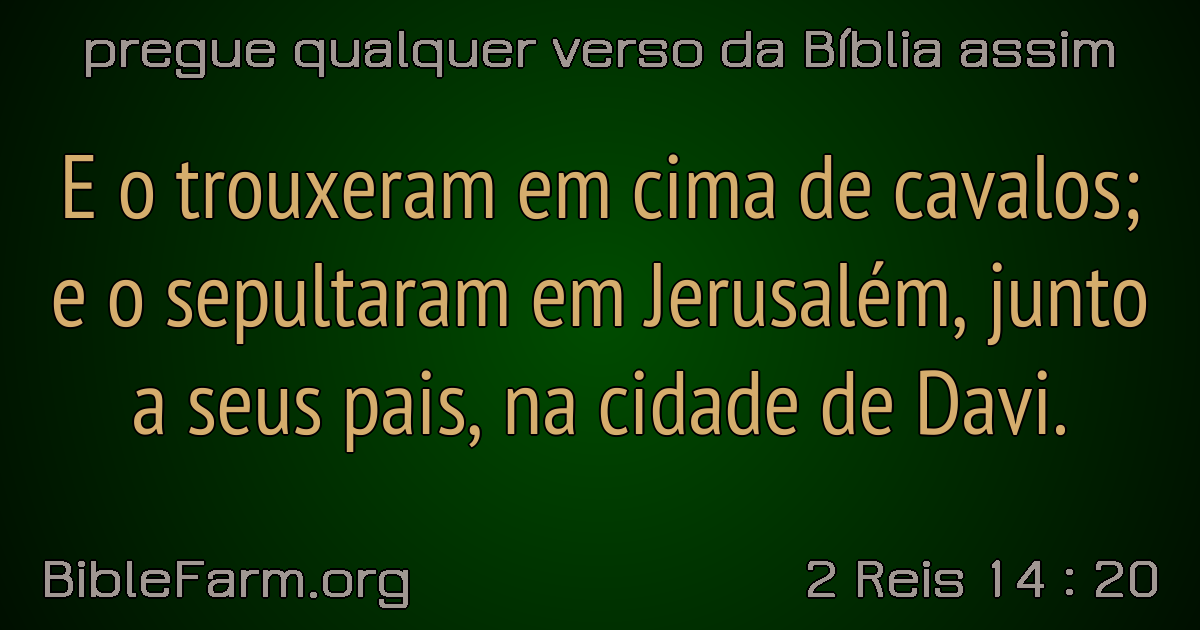 pregue qualquer verso da Bíblia assim
E o trouxeram em cima de cavalos;
e o sepultaram em Jerusalém, junto
a seus pais, na cidade de Davi.
BibleFarm.org
2 Reis 14 : 20